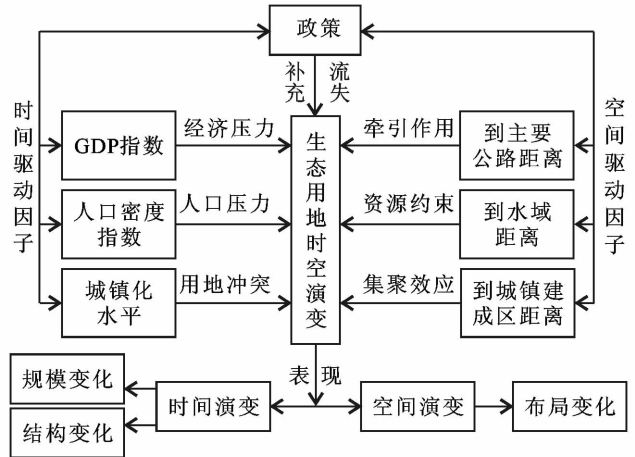 政策
补充
流失
时间驱动因子
空间驱动因子
GDP指数
经济压力
人口密度
指数
人口压力
城镇化
水平
用地冲突
生态用地时空演变
牵引作用
到主要
公路距离
资源约束
到水域
距离
集聚效应
到城镇建
成区距离
表现
规模变化
结构变化
时间演变
空间演变
布局变化